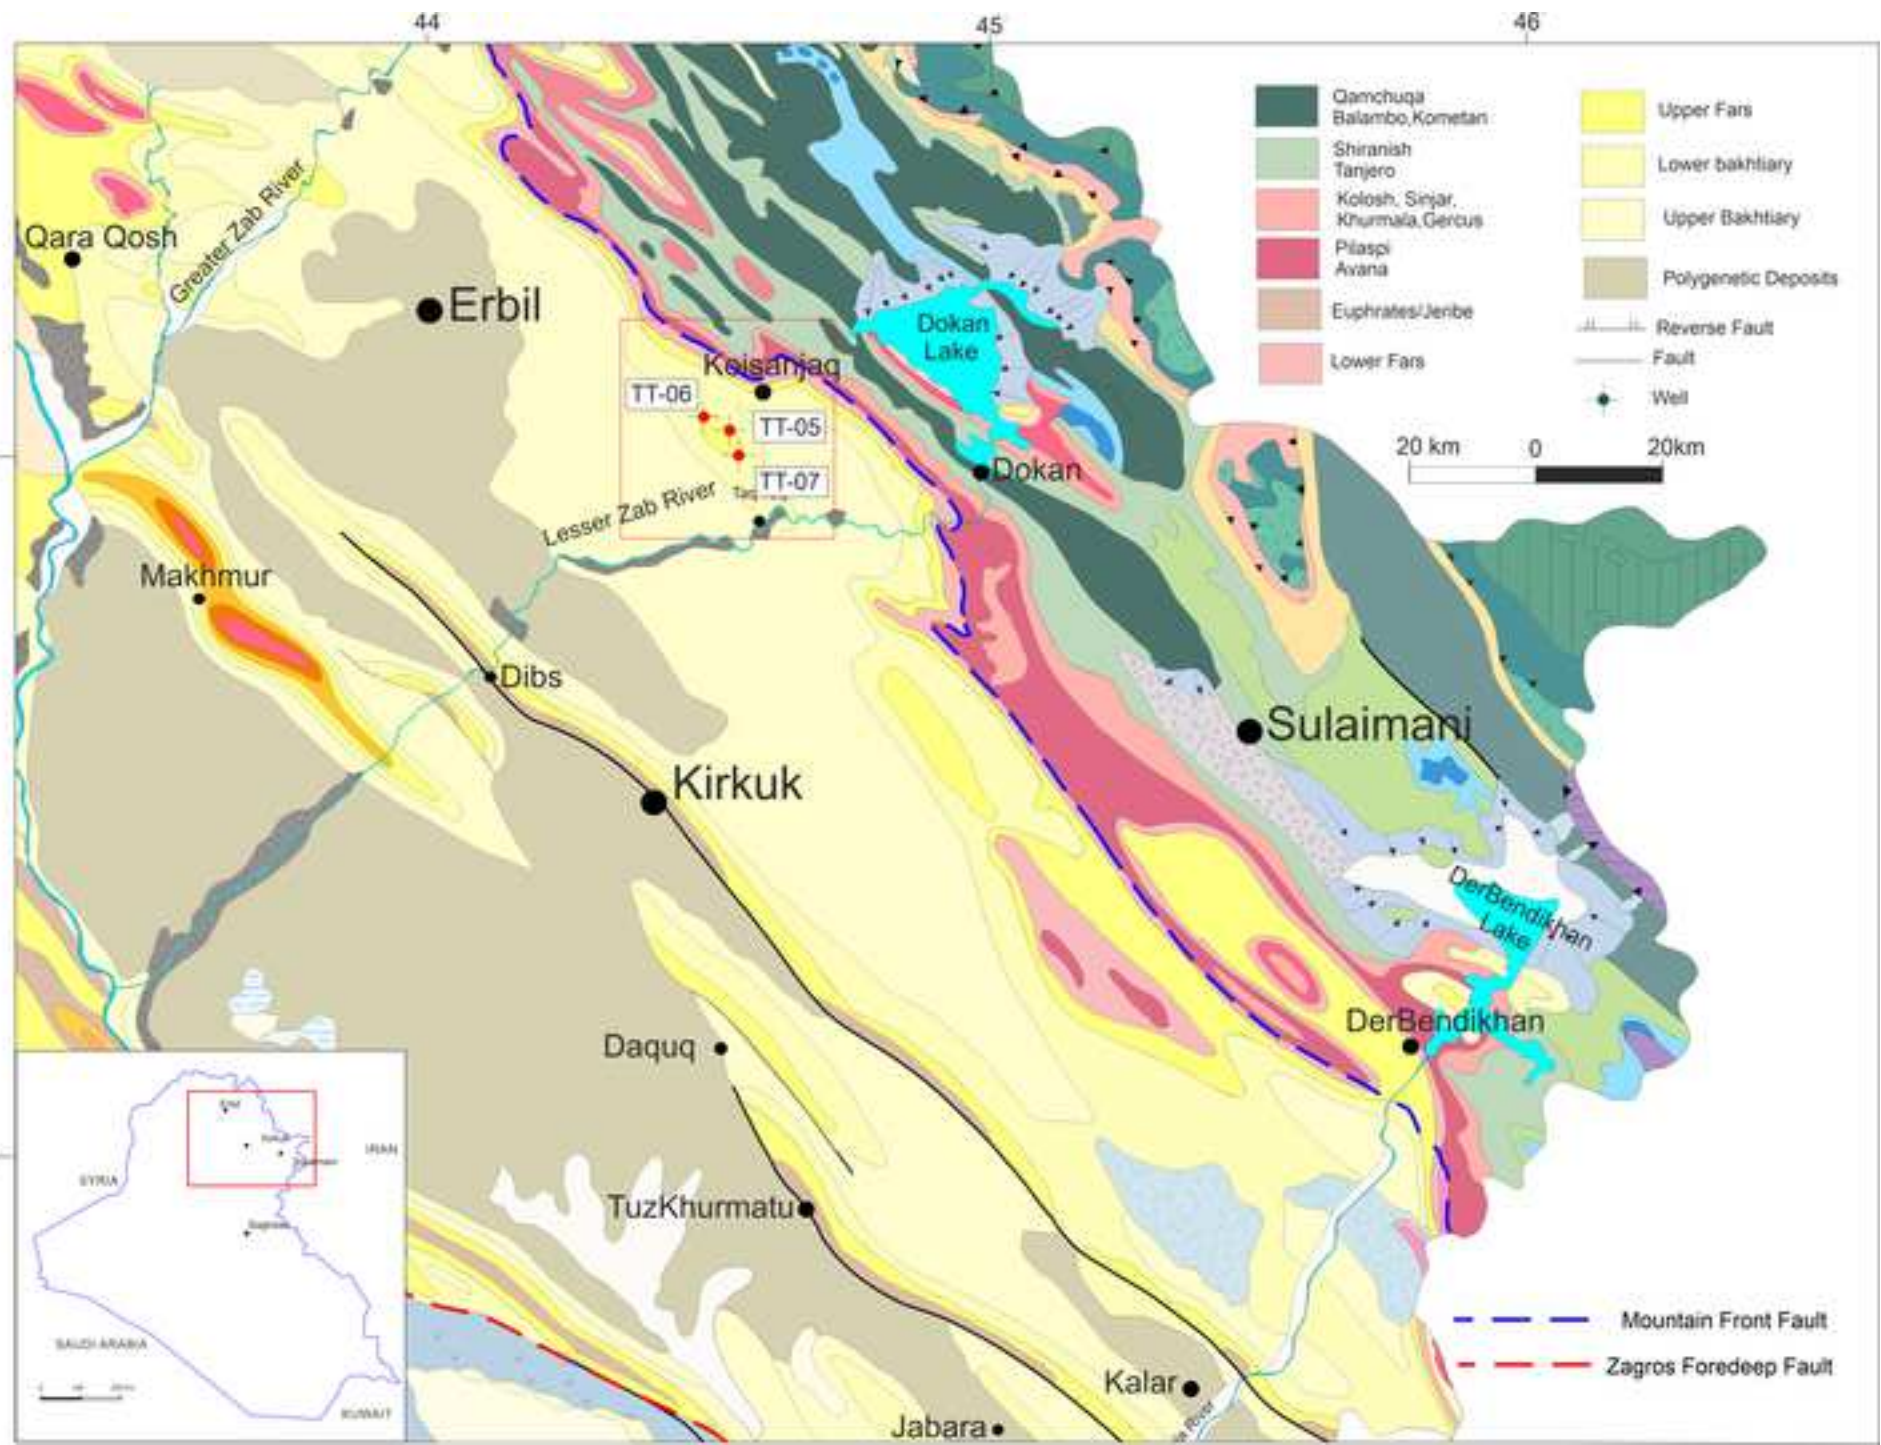 44
45
46
Qara Qosh
Greater Zab River
Erbil
Koisanjaq
TT-06
TT-05
TT-07
Lesser Zab River
Dokan
Lake
Dokan
Makhmur
Dibs
Kirkuk
Sulaimani
DerBendikhan
Lake
DerBendikhan
Daquq
TuzKhurmatu
Kalar
Jabara
River
Qamchuqa
Balambo,Kometan
Shiranish
Tanjero
Kolosh, Sinjar,
Khurmala,Gercus
Pilaspi
Avana
Euphrates/Jeribe
Lower Fars
Upper Fars
Lower bakhtiary
Upper Bakhtiary
Polygenetic Deposits
Reverse Fault
Fault
Well
20 km 0 20km
Mountain Front Fault
Zagros Foredeep Fault
SYRIA
IRAN
SAUDI ARABIA
KUWAIT